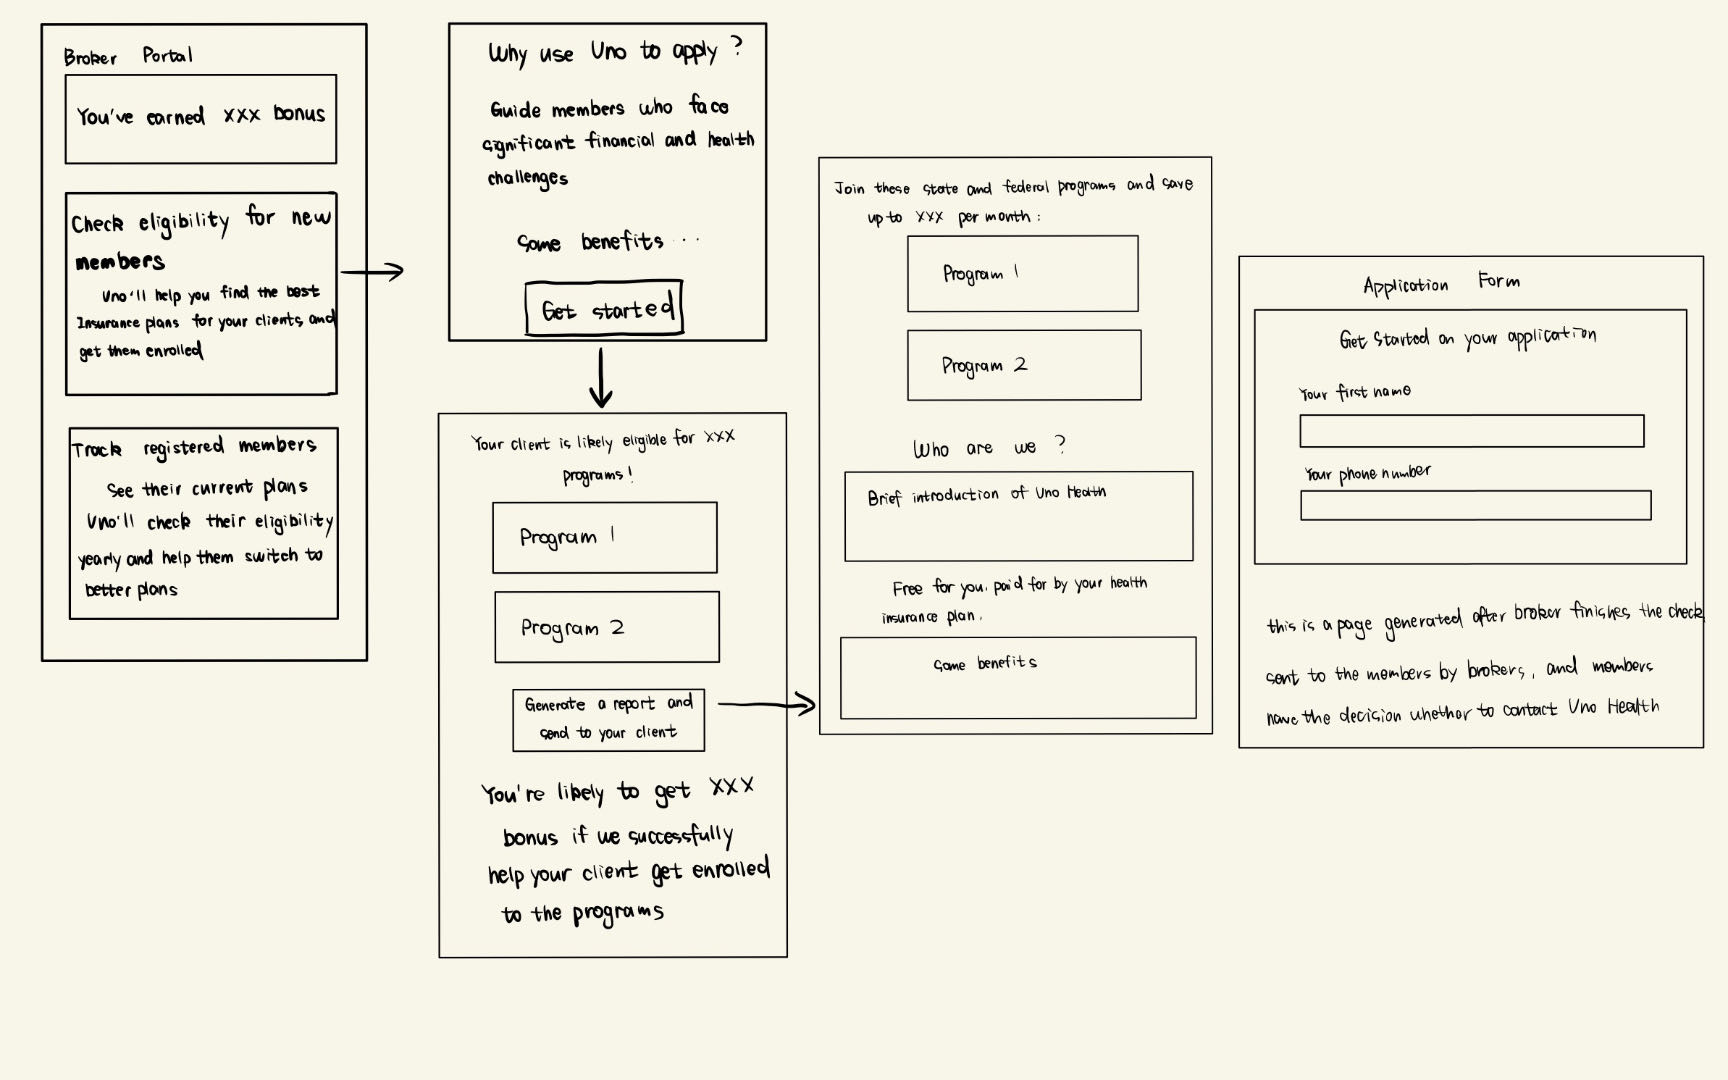 Broker Portal
You've earned XXX bonus
Check eligibility for new
members
Uno'll help you find the best
Insurance plans for your clients, and
get them enrolled
Track registered members
See their current plans
Uno'll check their eligibility
yearly and help them switch to
better plans
Why use Uno to apply ?
Guide members who face
significant financial and health
challenges
Some benefits ...
Get started
Your client is likely eligible for XXX
programs!
Program 1
Program 2
Generate a report and
send to your client
You're likely to get XXX
bonus if we successfully
help your client get enrolled
to the programs
Join these state and federal programs and save
up to XXX per month :
Program 1
Program 2
Who are we ?
Brief introduction of Uno Health
Free for you, paid for by your health
insurance plan.
Some benefits
Application Form
Get Started on your application
Your first name
Your phone number
this is a page generated after broker finishes the check
sent to the members by brokers, and members
have the decision whether to contact Uno Health